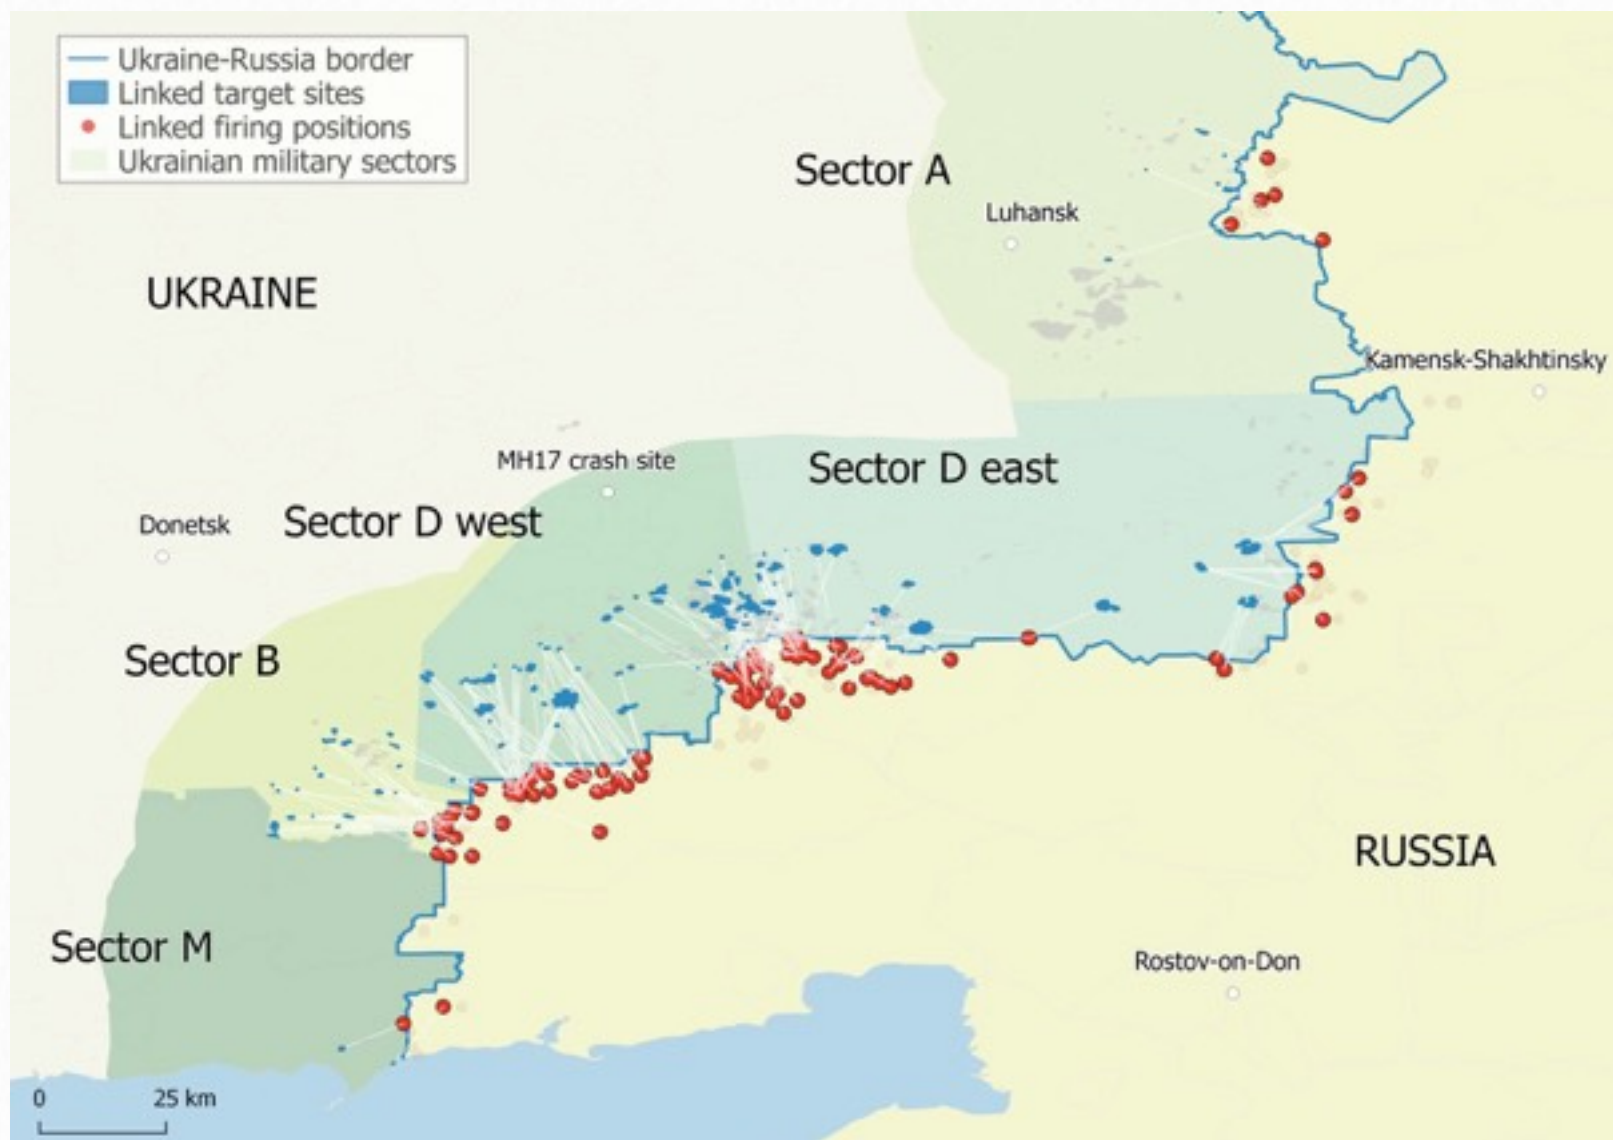 Ukraine-Russia border
Linked target sites
Linked firing positions
Ukrainian military sectors
Sector A
Luhansk
UKRAINE
Kamensk-Shakhtinsky
MH17 crash site
Sector D east
Donetsk
Sector D west
Sector B
RUSSIA
Sector M
Rostov-on-Don
0 25 km